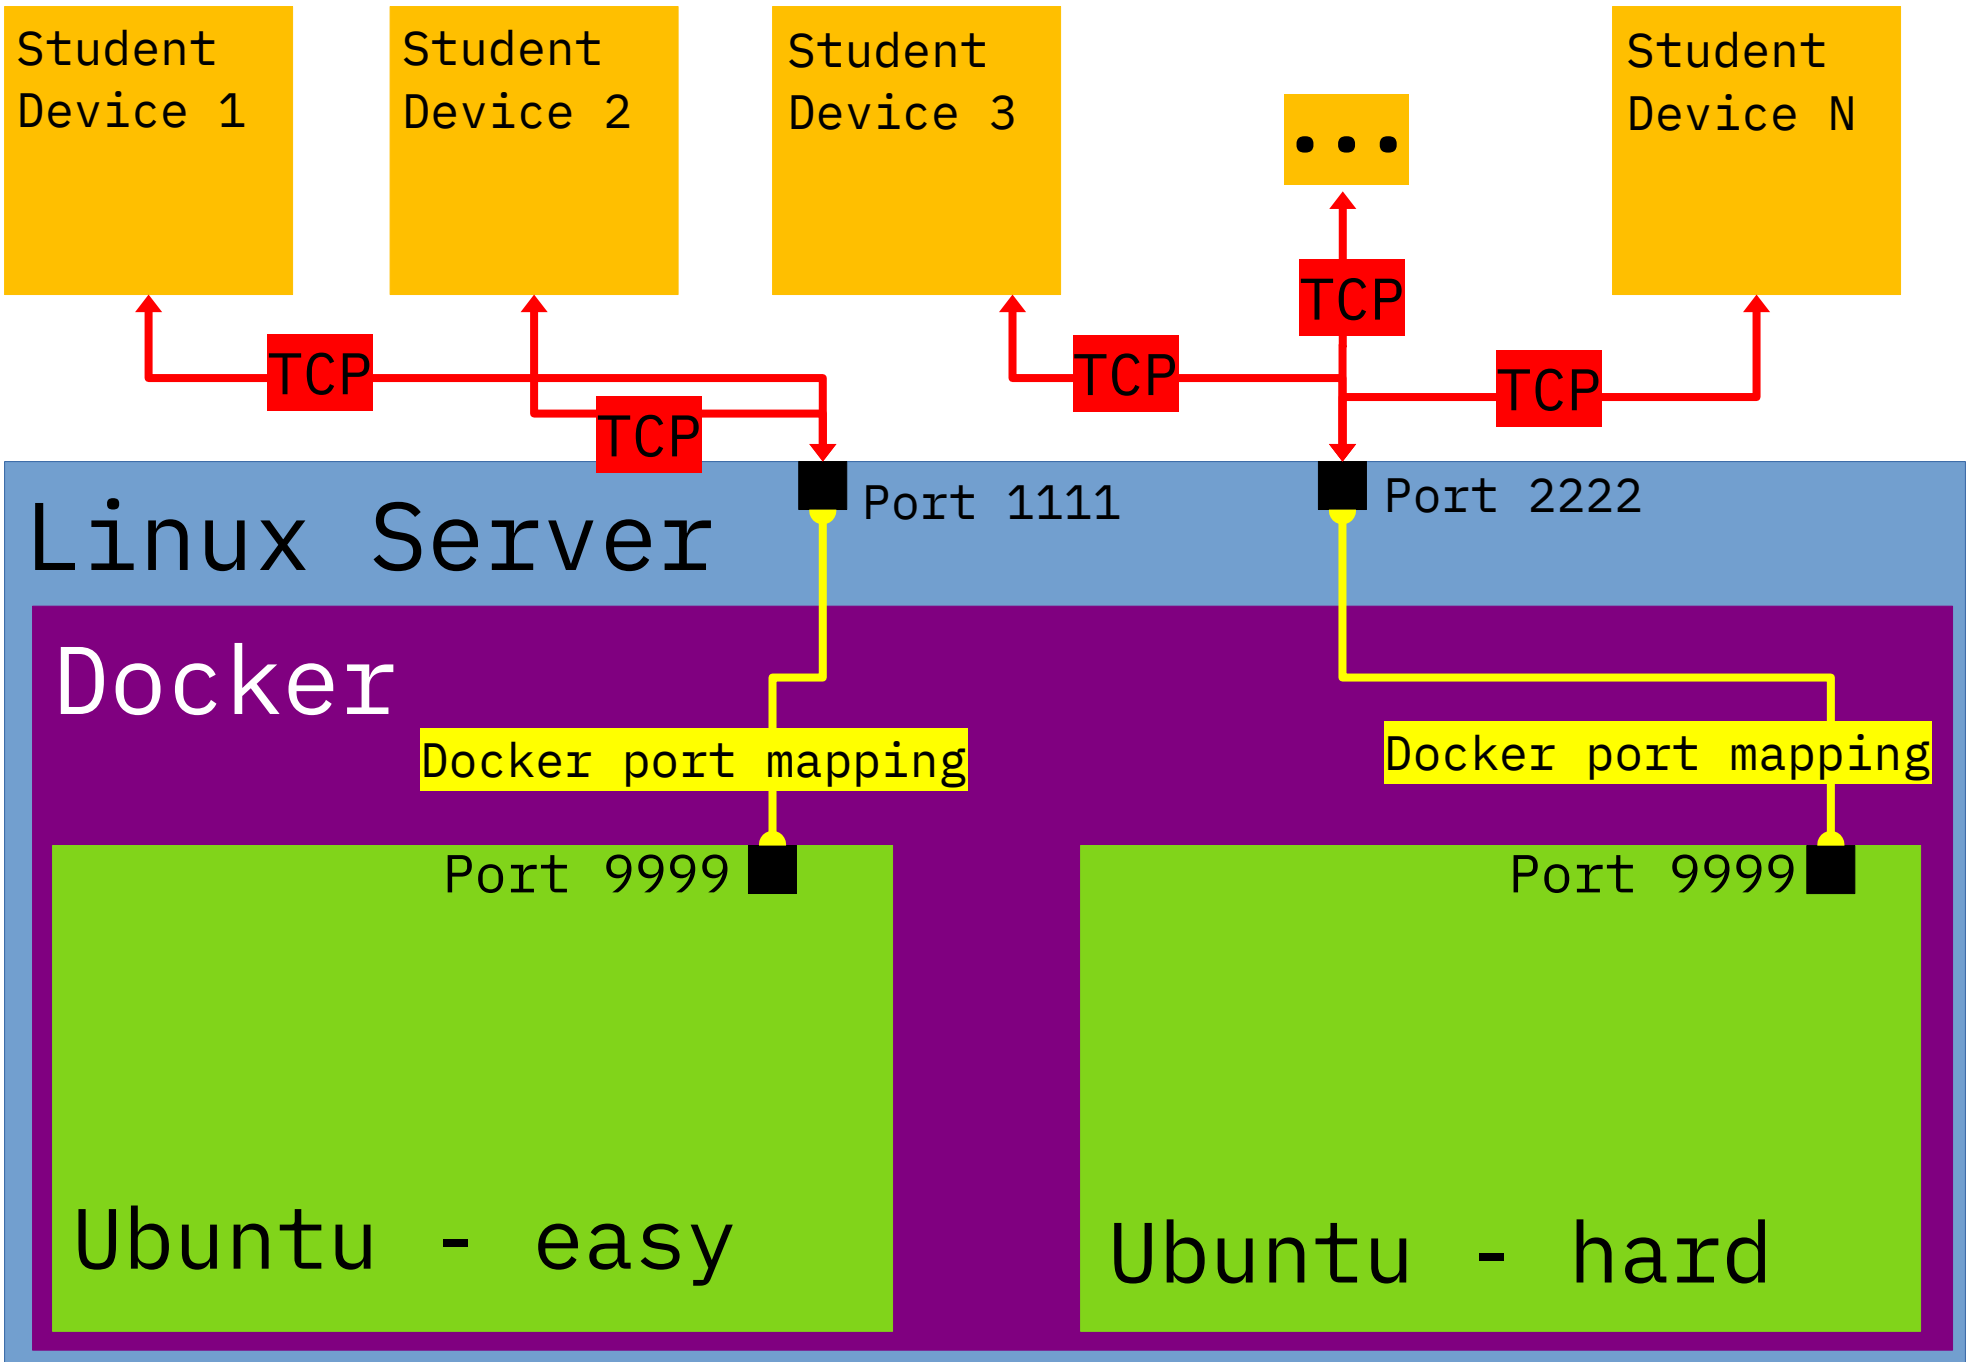 Student
Device 1
Student
Device 2
Student
Device 3
...
Student
Device N
TCP
TCP
TCP
TCP
TCP
Linux Server
Port 1111
Port 2222
Docker
Docker port mapping
Docker port mapping
Port 9999
Port 9999
Ubuntu - easy
Ubuntu - hard